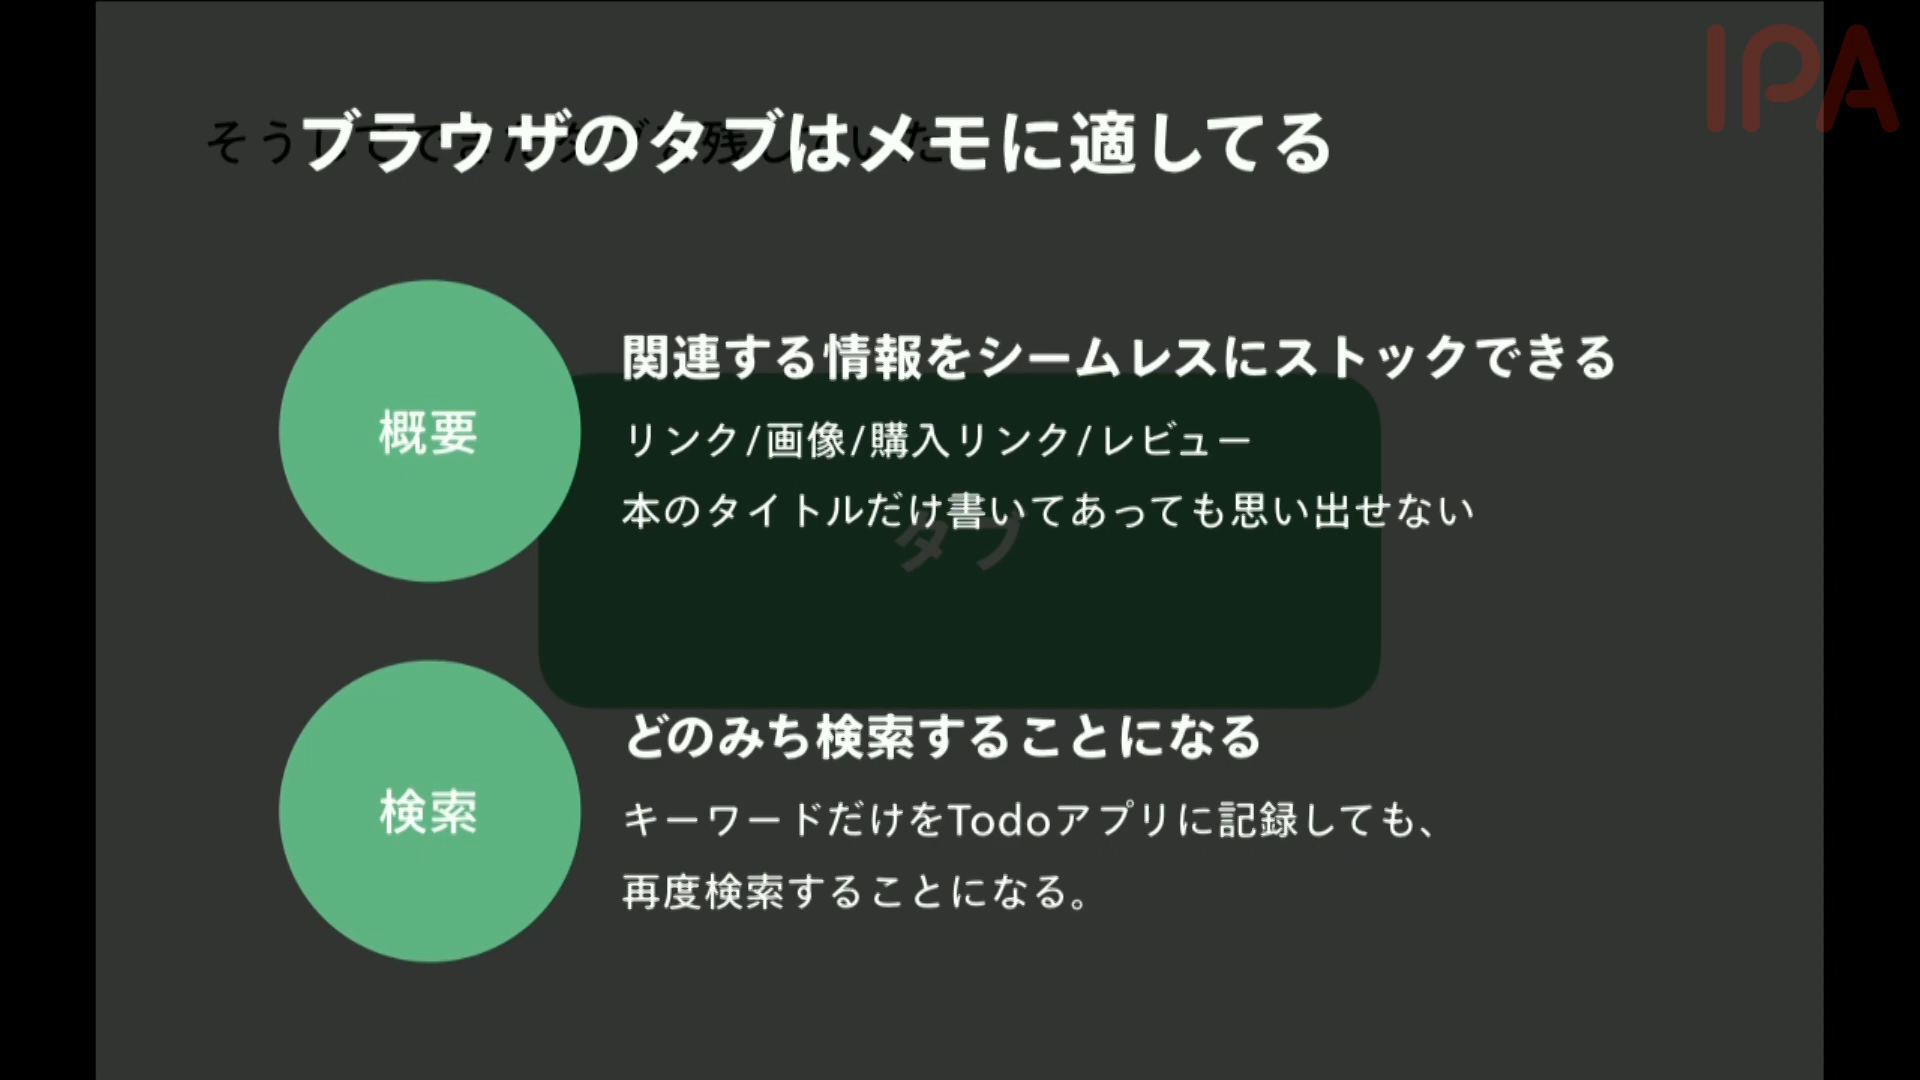 IPA
ブラウザのタブはメモに適してる
概要
関連する情報をシームレスにストックできる
リンク/画像/購入リンク/レビュー
本のタイトルだけ書いてあっても思い出せない
タブ
検索
どのみち検索することになる
キーワードだけをTodoアプリに記録しても、
再度検索することになる。